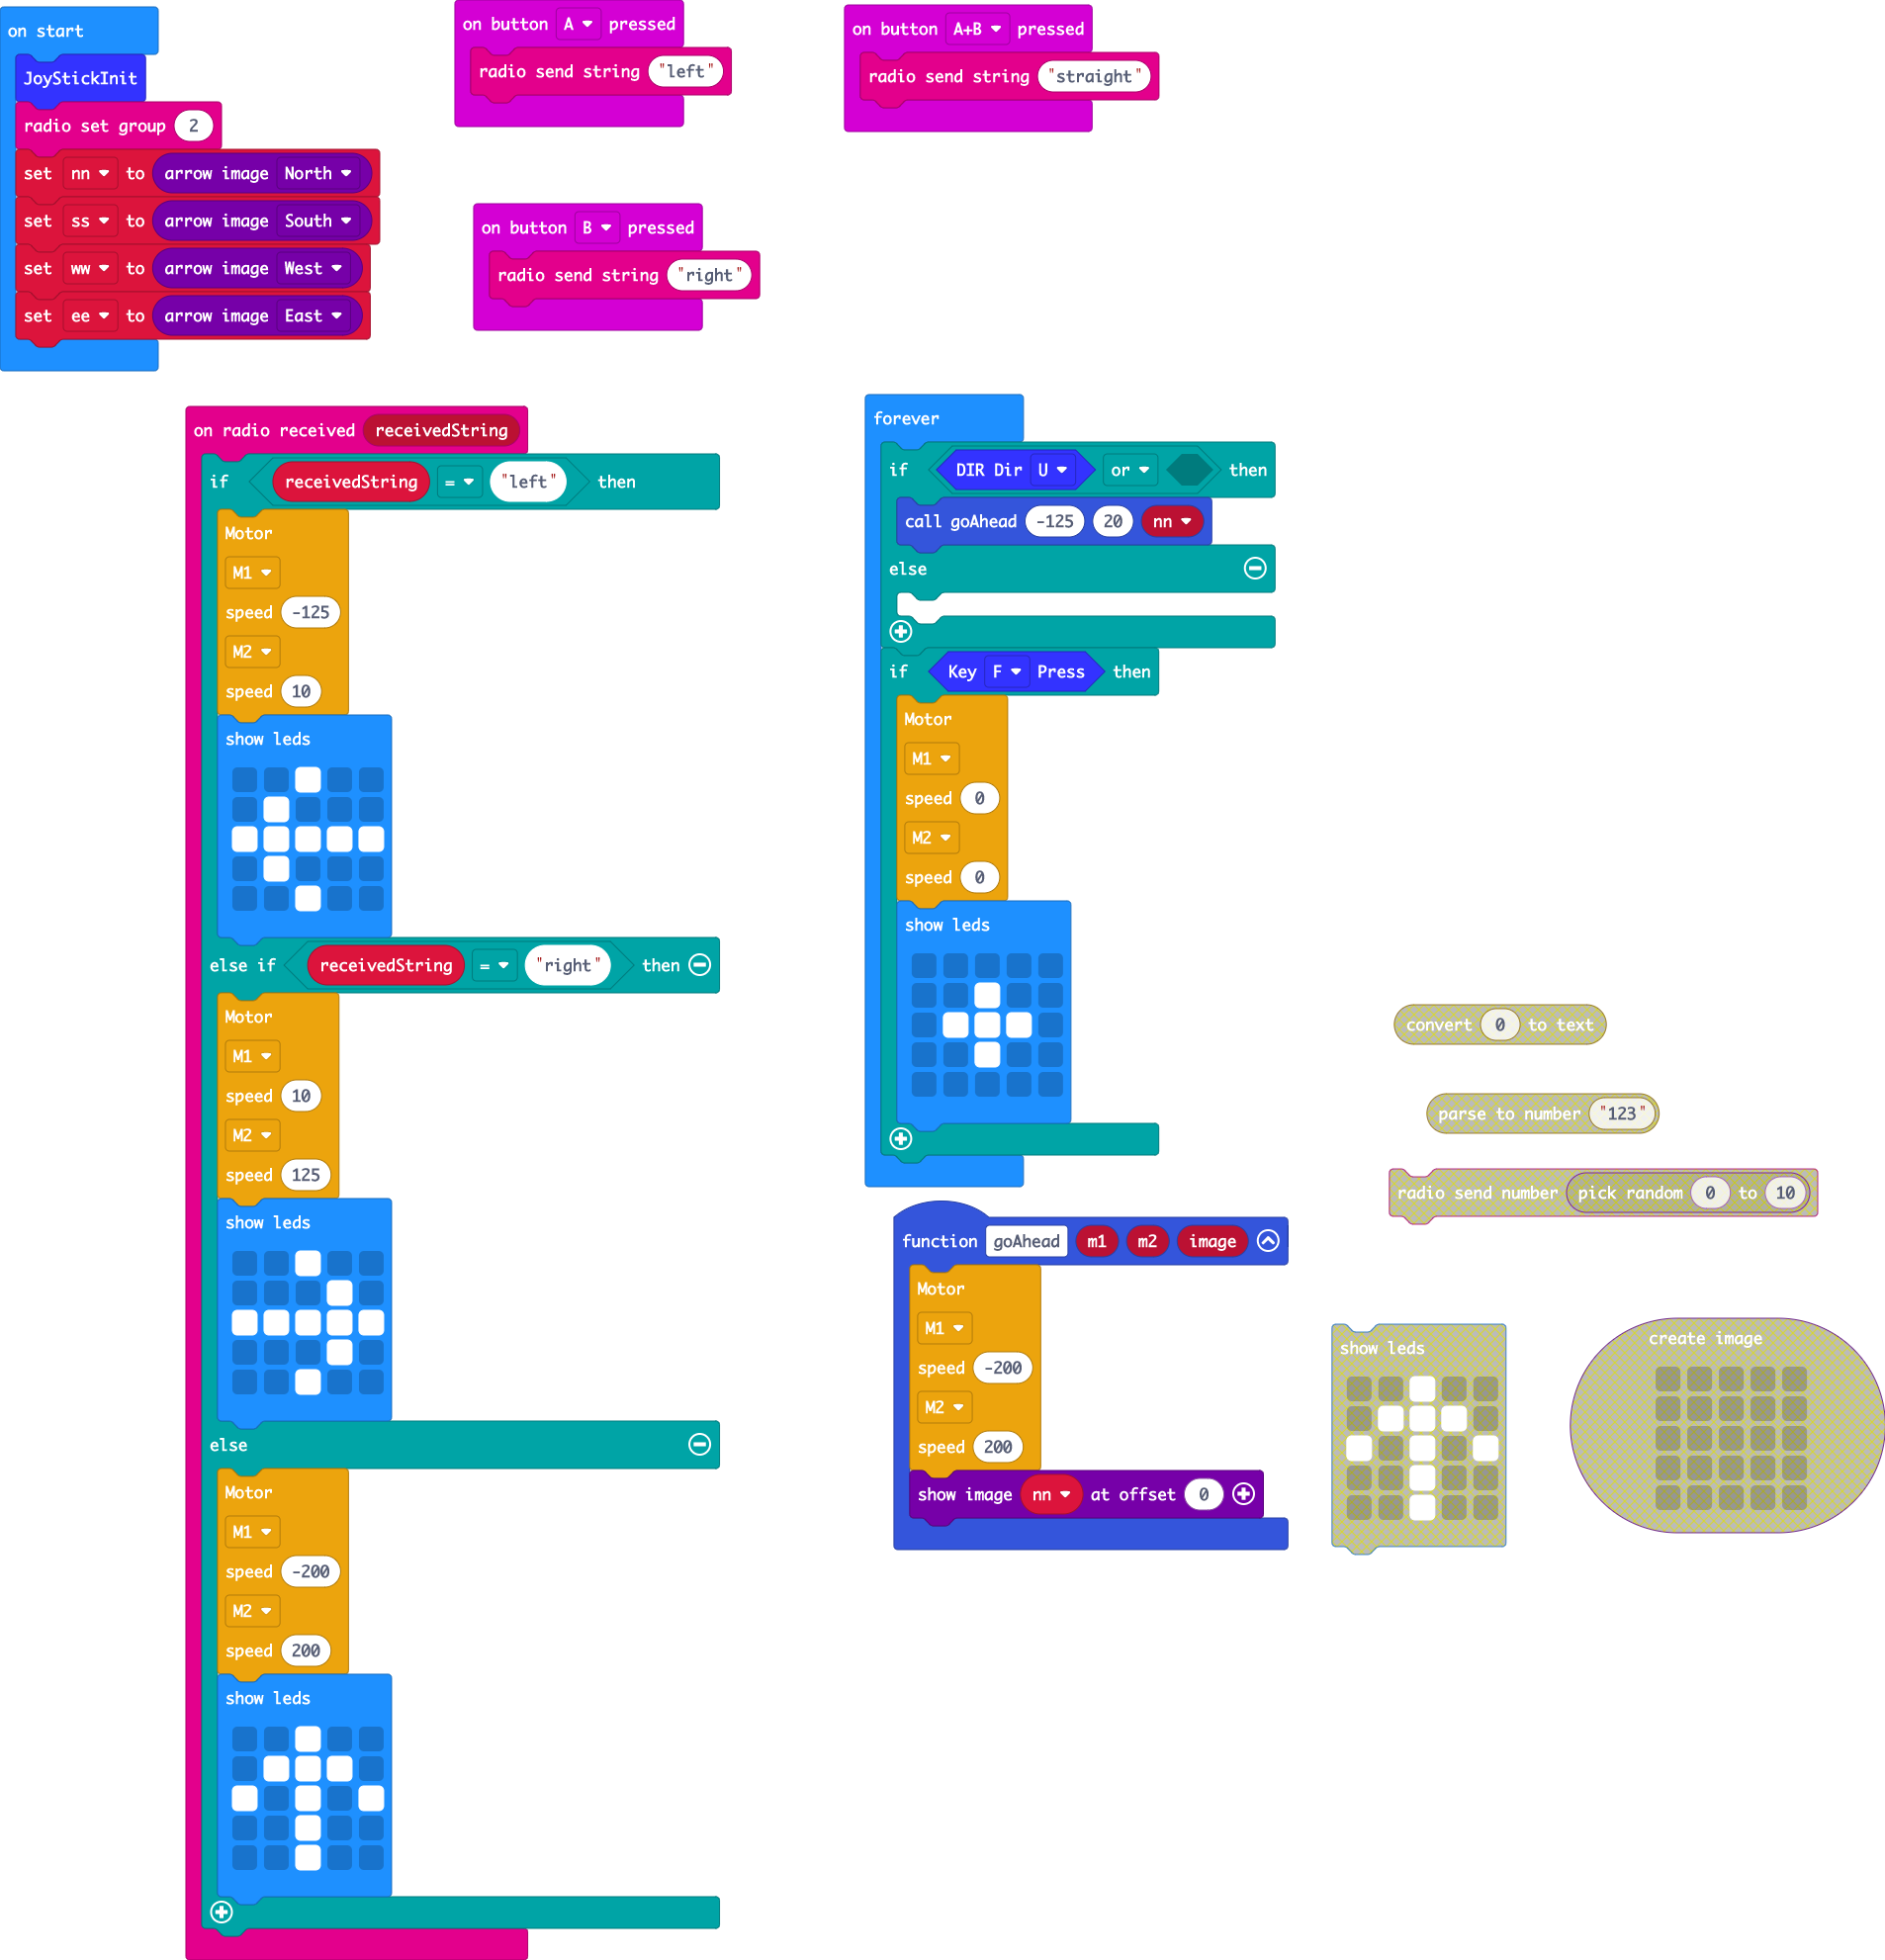 on start
JoyStickInit
radio set group 2
set nn to arrow image North
set ss to arrow image South
set ww to arrow image West
set ee to arrow image East
on button A pressed
radio send string "left"
on button A+B pressed
radio send string "straight"
on button B pressed
radio send string "right"
on radio received receivedString
if receivedString = "left" then
Motor
M1
speed -125
M2
speed 10
show leds
else if receivedString = "right" then
Motor
M1
speed 10
M2
speed 125
show leds
else
Motor
M1
speed -200
M2
speed 200
show leds
forever
if DIR Dir U or then
call goAhead -125 20 nn
else
if Key F Press then
Motor
M1
speed 0
M2
speed 0
show leds
function goAhead m1 m2 image
Motor
M1
speed -200
M2
speed 200
show image nn at offset 0
convert 0 to text
parse to number "123"
radio send number pick random 0 to 10
show leds
create image